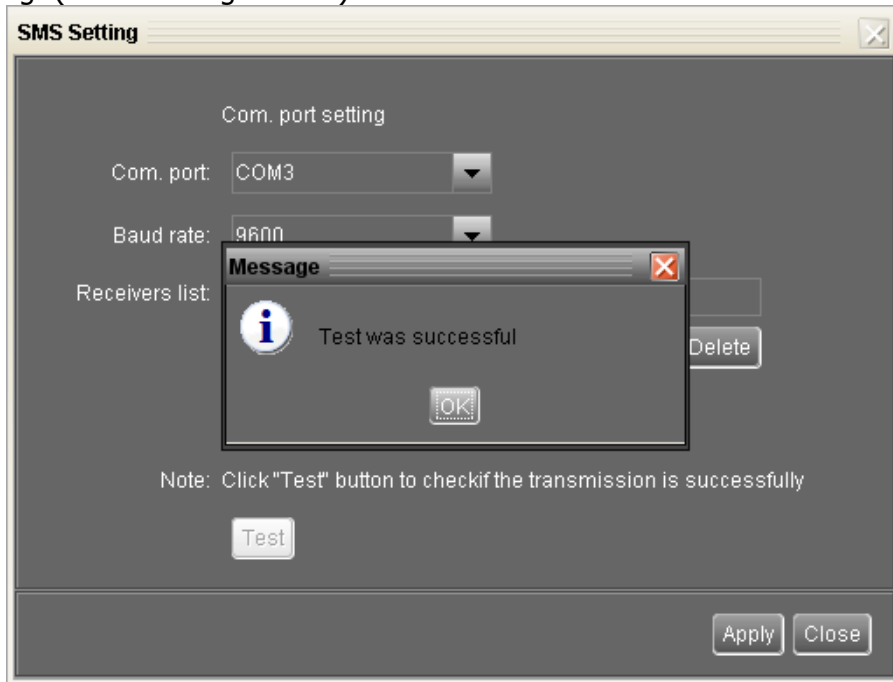 SMS Setting
Com. port setting
Com. port: COM3
Baud rate: 9600
Message
Receivers list:
Test was successful
Delete
OK
Note: Click "Test" button to checkif the transmission is successfully
Test
Apply Close